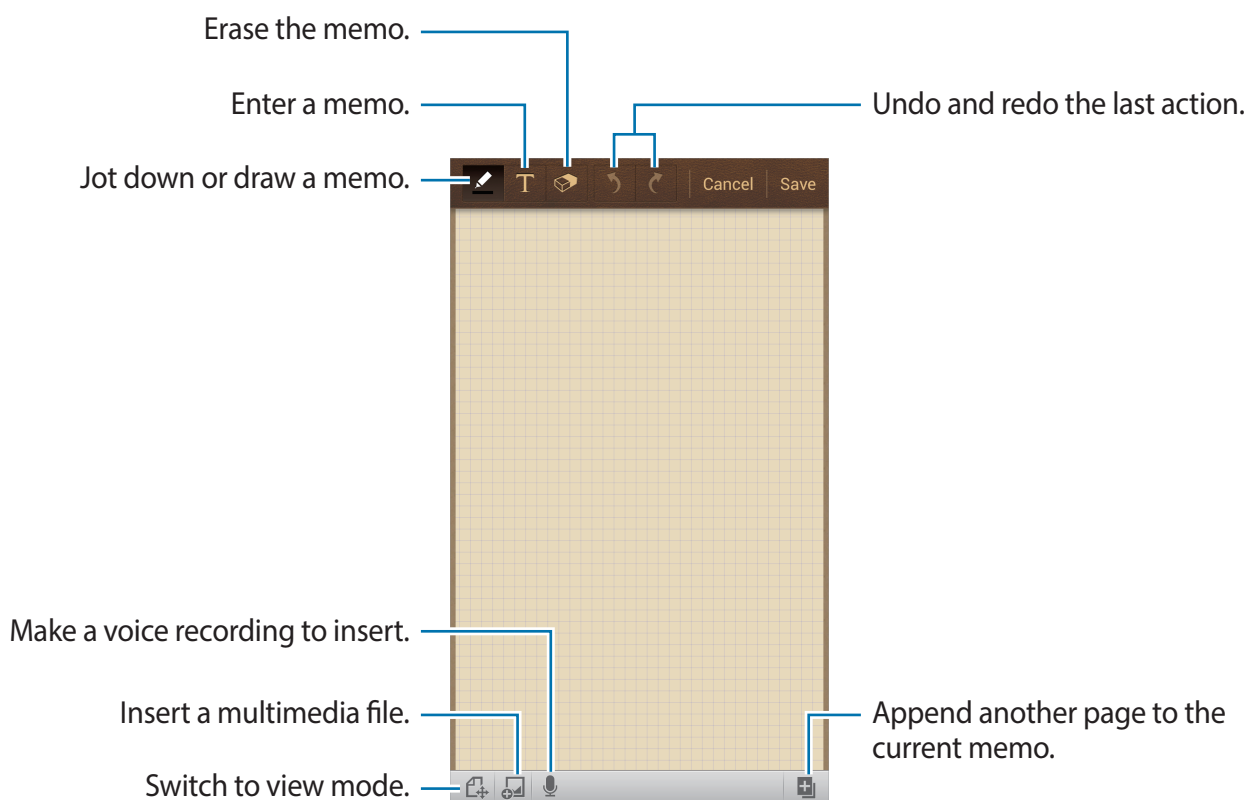 Erase the memo.
Enter a memo.
Undo and redo the last action.
Jot down or draw a memo.
T
Cancel
Save
Make a voice recording to insert.
Insert a multimedia file.
Append another page to the
current memo.
Switch to view mode.